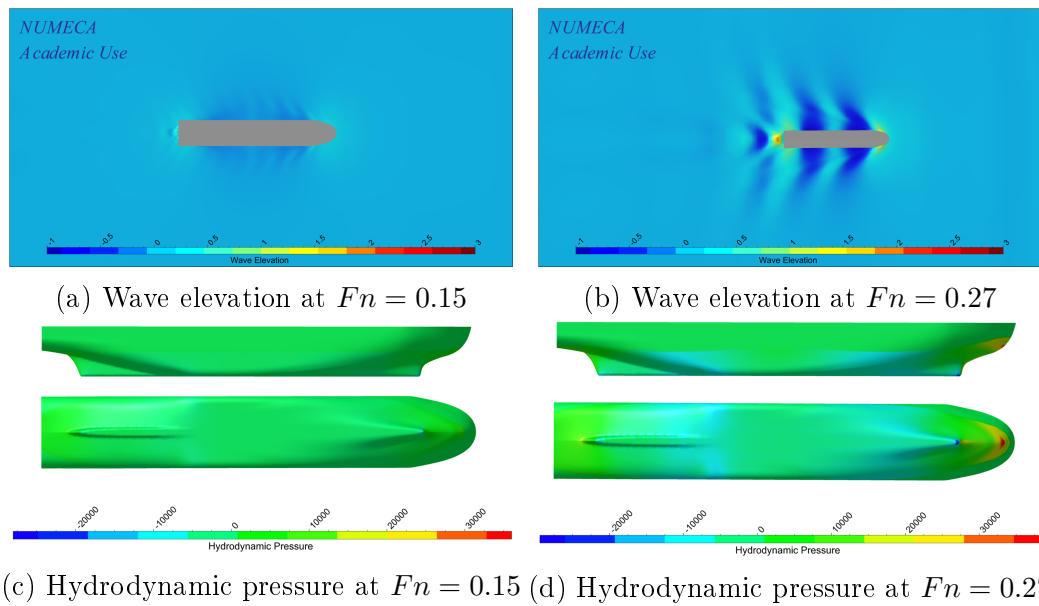 NUMECA
Academic Use
-1 -0.5 0 0.5 1 1.5 2 2.5 3
Wave Elevation
(a) Wave elevation at Fn = 0.15
NUMECA
Academic Use
-1 -0.5 0 0.5 1 1.5 2 2.5 3
Wave Elevation
(b) Wave elevation at Fn = 0.27
-20000 -10000 0 10000 20000 30000
Hydrodynamic Pressure
(c) Hydrodynamic pressure at Fn = 0.15
-20000 -10000 0 10000 20000 30000
Hydrodynamic Pressure
(d) Hydrodynamic pressure at Fn = 0.27